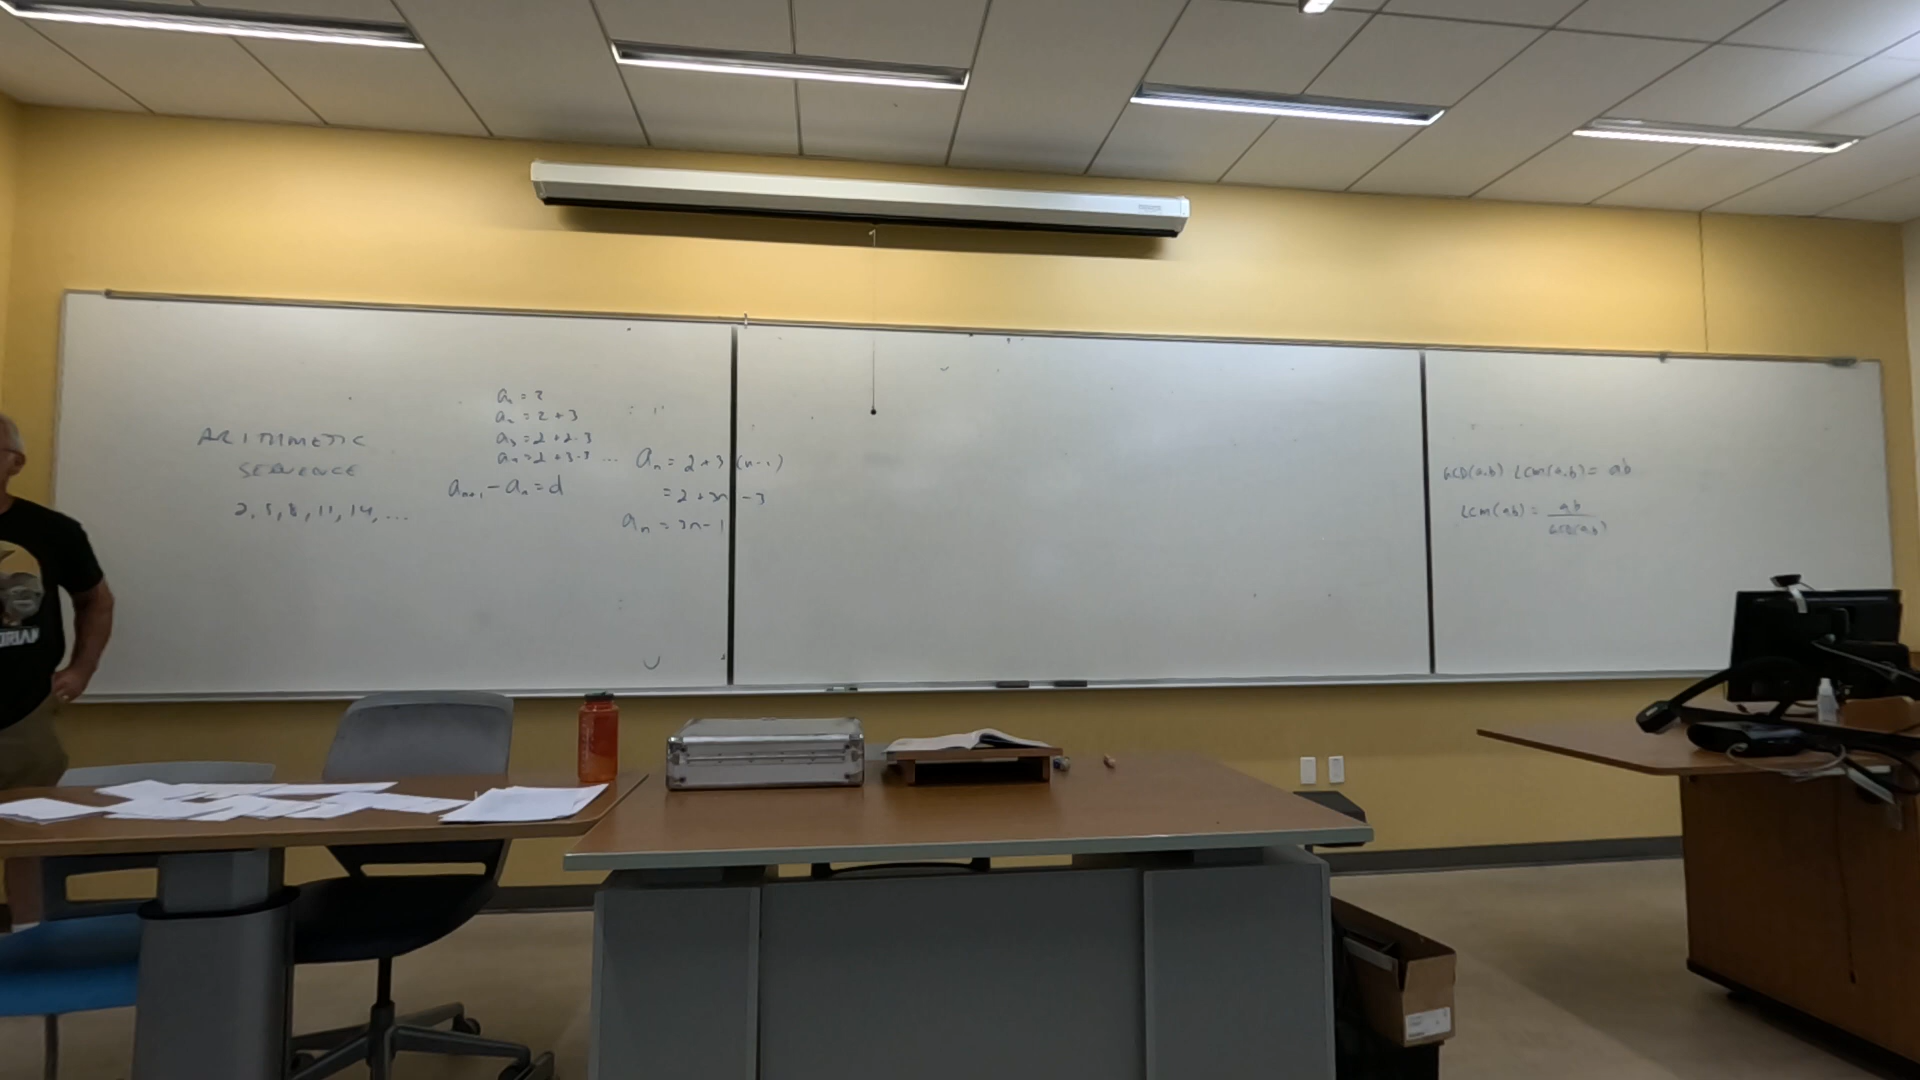 ARITHMETIC
SEQUENCE
2, 5, 8, 11, 14, ...
a₁ = 2
a₂ = 2 + 3
a₃ = 2 + 2·3
a₄ = 2 + 3·3 ...
aₙ₊₁ - aₙ = d
aₙ = 2 + 3 (n-1)
= 2 + 3n - 3
aₙ = 3n - 1
GCD(a,b) LCM(a,b) = ab
LCM(a,b) = ab / GCD(a,b)